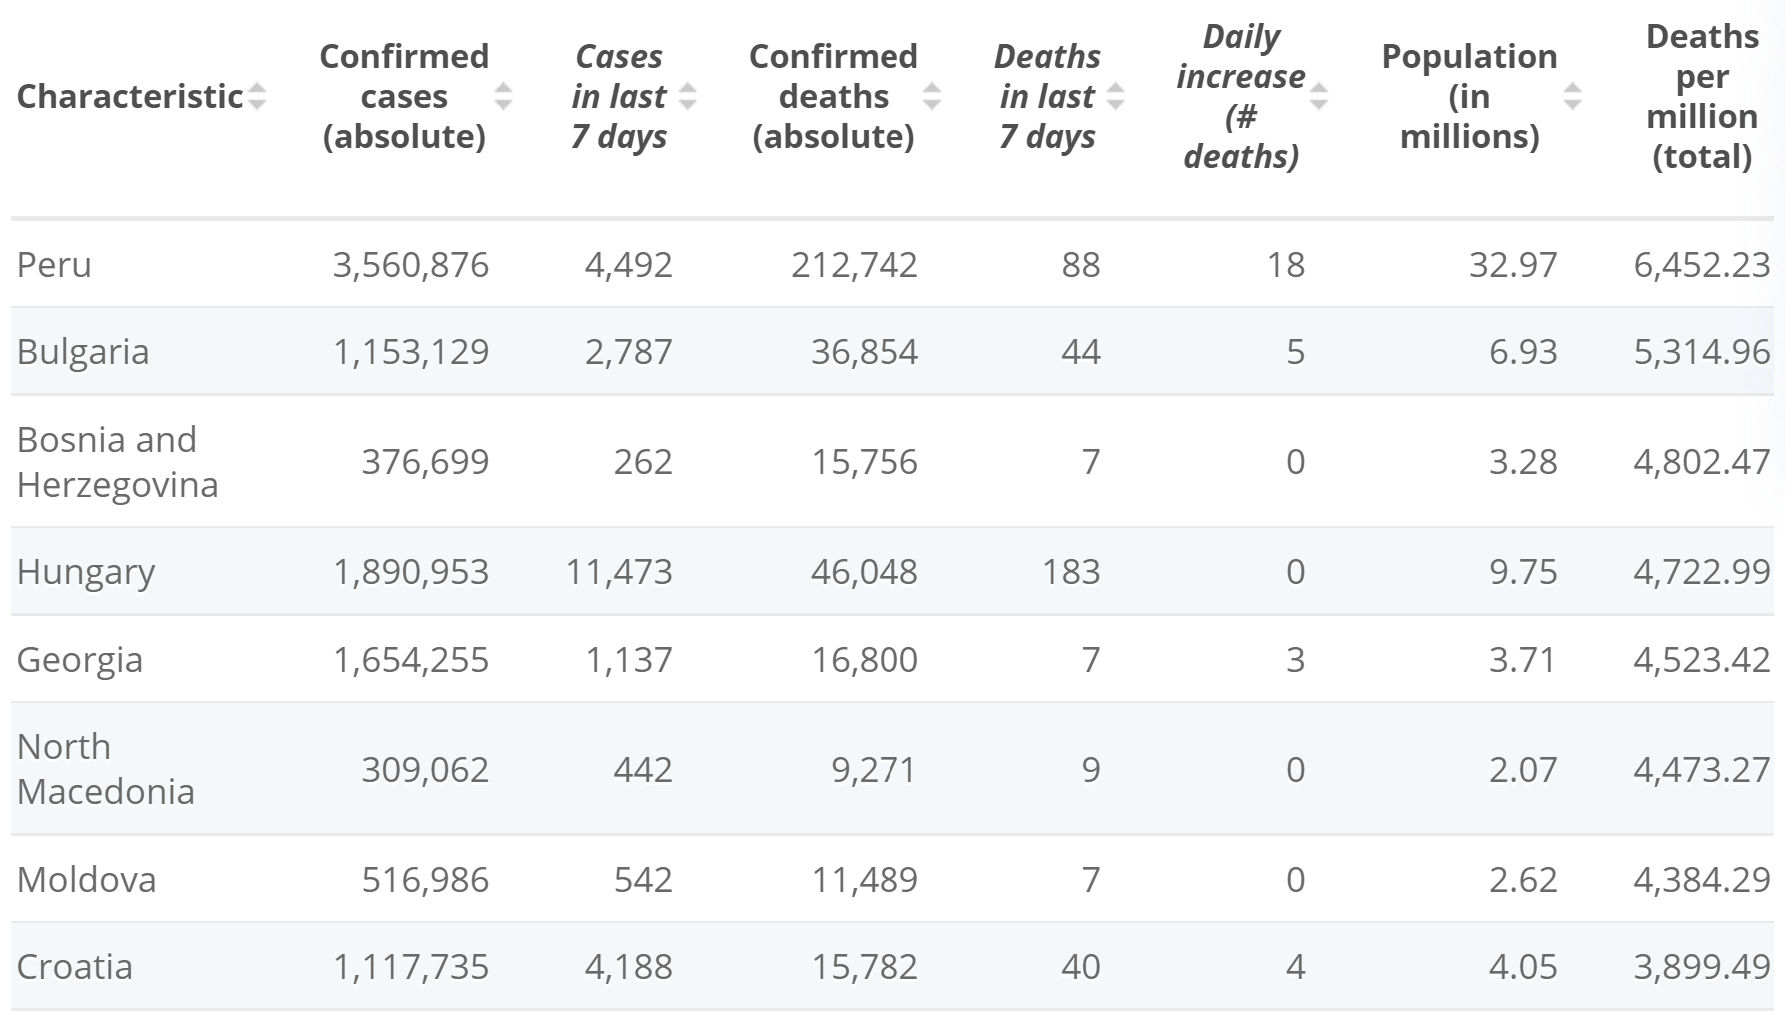 Characteristic Confirmed cases (absolute) Cases in last 7 days Confirmed deaths (absolute) Deaths in last 7 days Daily increase (# deaths) Population (in millions) Deaths per million (total)
Peru 3,560,876 4,492 212,742 88 18 32.97 6,452.23
Bulgaria 1,153,129 2,787 36,854 44 5 6.93 5,314.96
Bosnia and Herzegovina 376,699 262 15,756 7 0 3.28 4,802.47
Hungary 1,890,953 11,473 46,048 183 0 9.75 4,722.99
Georgia 1,654,255 1,137 16,800 7 3 3.71 4,523.42
North Macedonia 309,062 442 9,271 9 0 2.07 4,473.27
Moldova 516,986 542 11,489 7 0 2.62 4,384.29
Croatia 1,117,735 4,188 15,782 40 4 4.05 3,899.49